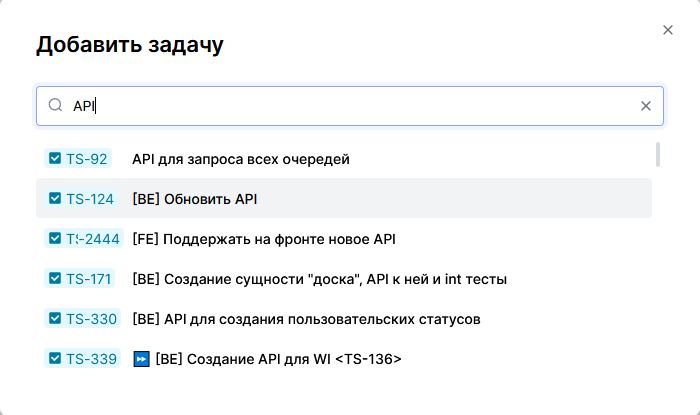 Добавить задачу
API
TS-92 API для запроса всех очередей
TS-124 [BE] Обновить API
TS-2444 [FE] Поддержать на фронте новое API
TS-171 [BE] Создание сущности "доска", API к ней и int тесты
TS-330 [BE] API для создания пользовательских статусов
TS-339 ⏩ [BE] Создание API для WI <TS-136>